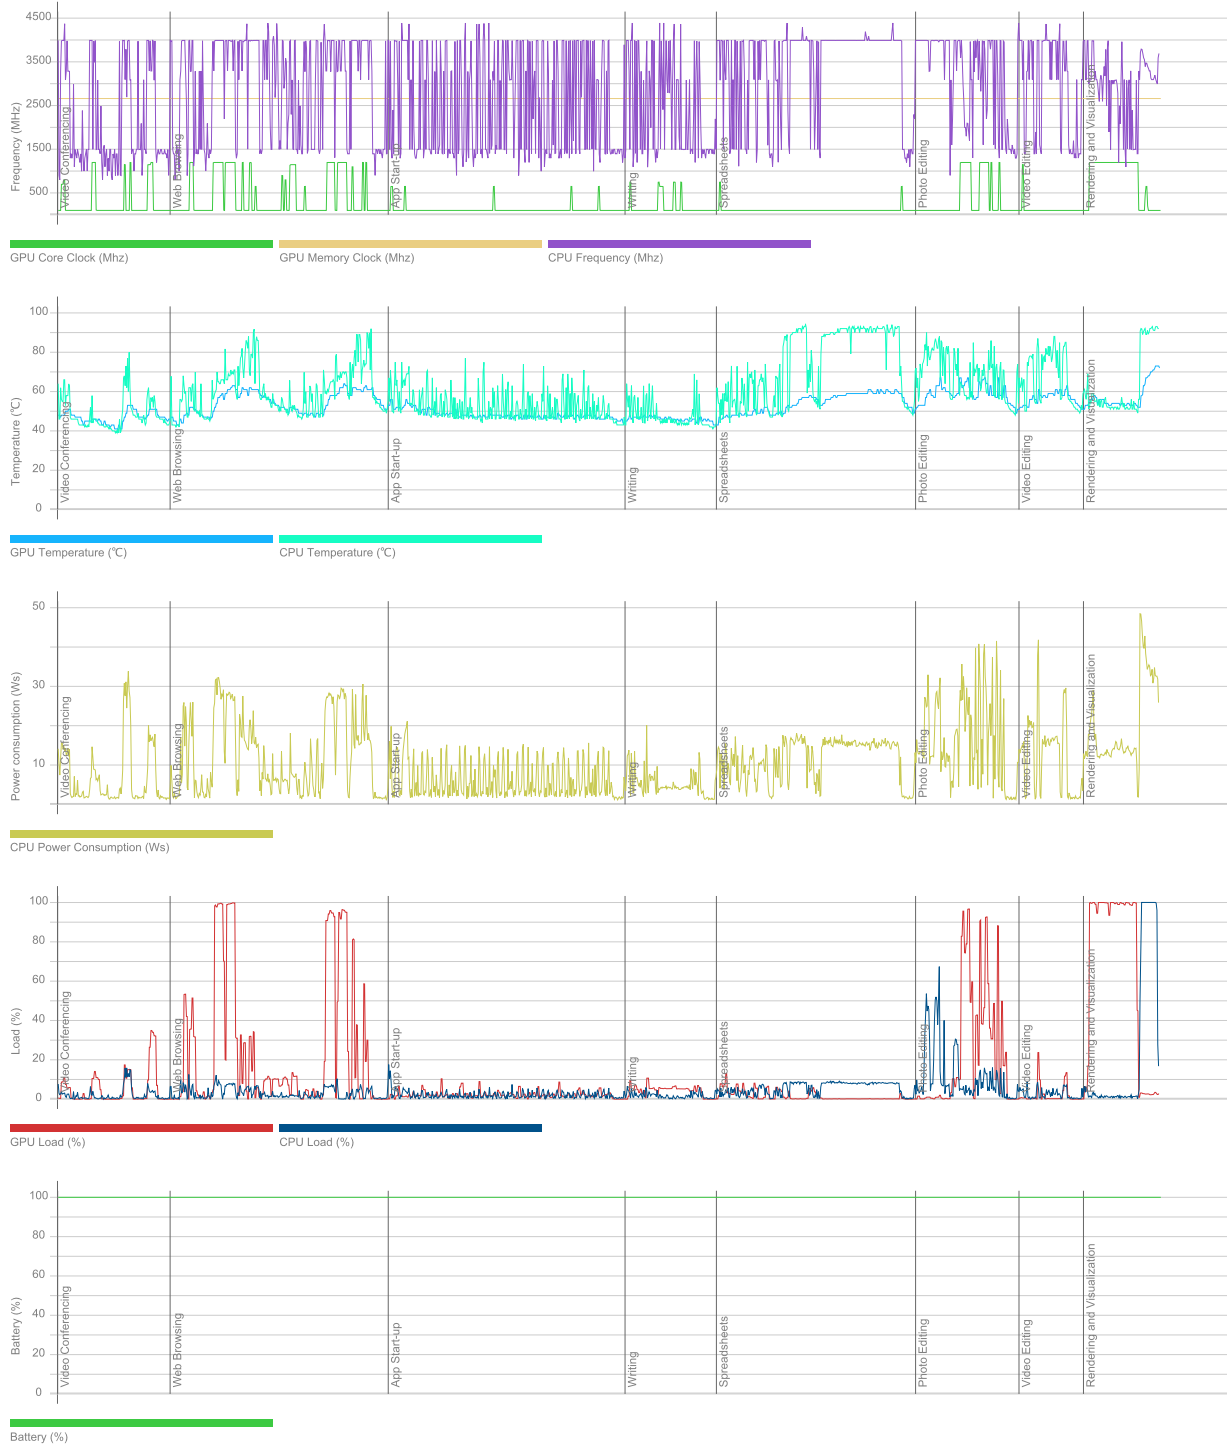 4500
3500
2500
1500
500
Frequency (MHz)
Video Conferencing
Web Browsing
App Start-up
Writing
Spreadsheets
Photo Editing
Video Editing
Rendering and Visualization
GPU Core Clock (Mhz)
GPU Memory Clock (Mhz)
CPU Frequency (Mhz)
100
80
60
40
20
0
Temperature (℃)
Video Conferencing
Web Browsing
App Start-up
Writing
Spreadsheets
Photo Editing
Video Editing
Rendering and Visualization
GPU Temperature (℃)
CPU Temperature (℃)
50
30
10
Power consumption (Ws)
Video Conferencing
Web Browsing
App Start-up
Writing
Spreadsheets
Photo Editing
Video Editing
Rendering and Visualization
CPU Power Consumption (Ws)
100
80
60
40
20
0
Load (%)
Video Conferencing
Web Browsing
App Start-up
Writing
Spreadsheets
Photo Editing
Video Editing
Rendering and Visualization
GPU Load (%)
CPU Load (%)
100
80
60
40
20
0
Battery (%)
Video Conferencing
Web Browsing
App Start-up
Writing
Spreadsheets
Photo Editing
Video Editing
Rendering and Visualization
Battery (%)